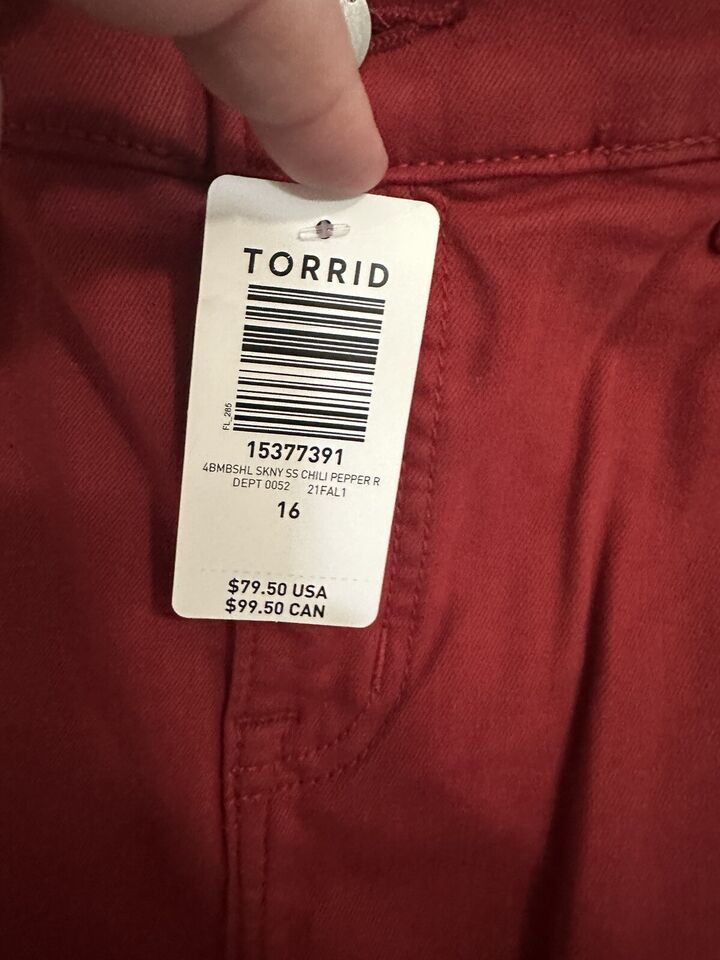 TORRID
FL_285
15377391
4BMBSHL SKNY SS CHILI PEPPER R
DEPT 0052 21FAL1
16
$79.50 USA
$99.50 CAN